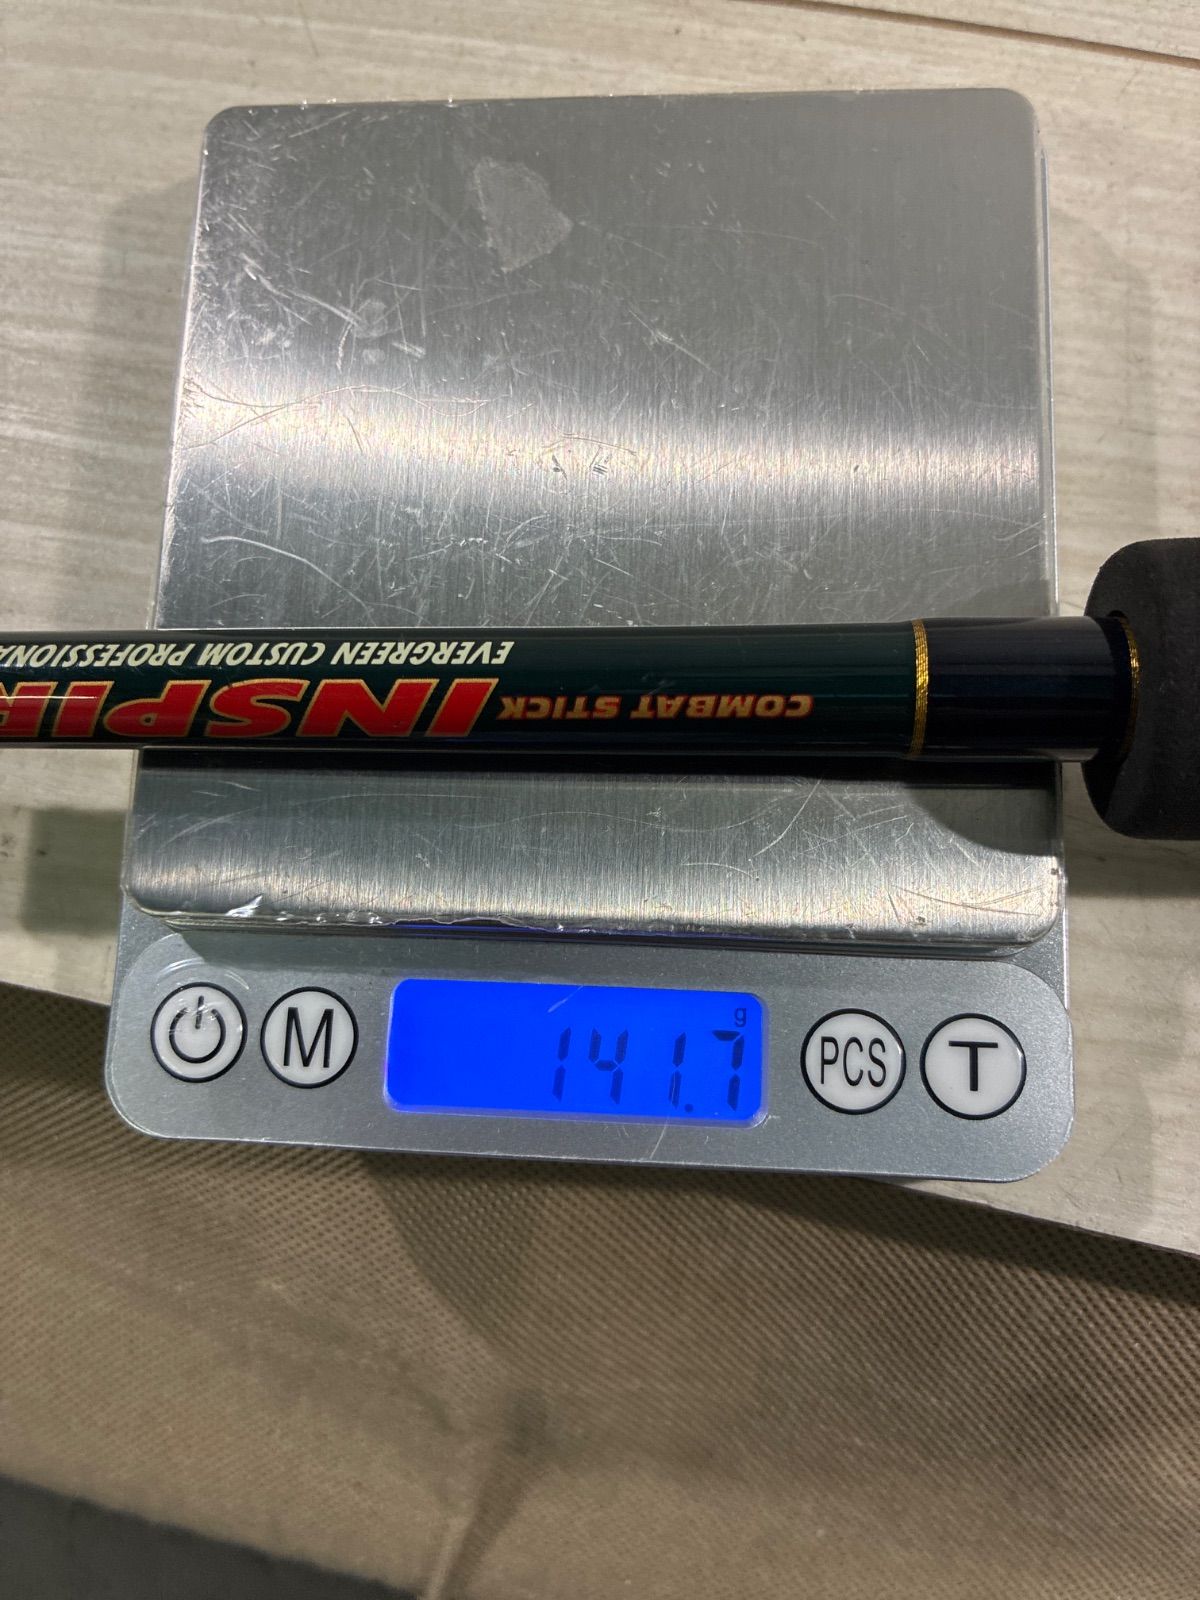 EVERGREEN CUSTOM PROFESSIONA
COMBAT STICK INSPIR
M
141.7 g
PCS
T